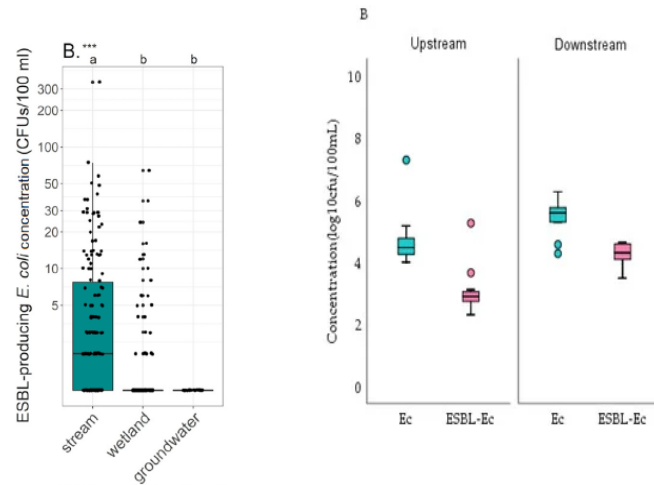 B. ***
a b b
ESBL-producing E. coli concentration (CFUs/100 ml)
300
200
100
50
30
20
10
5
stream
wetland
groundwater
B
Upstream
Downstream
Concentration(log10cfu/100mL)
10
8
6
4
2
0
Ec
ESBL-Ec
Ec
ESBL-Ec